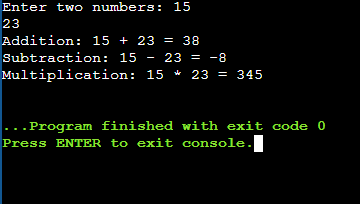 Enter two numbers: 15
23
Addition: 15 + 23 = 38
Subtraction: 15 - 23 = -8
Multiplication: 15 * 23 = 345
...Program finished with exit code 0
Press ENTER to exit console.